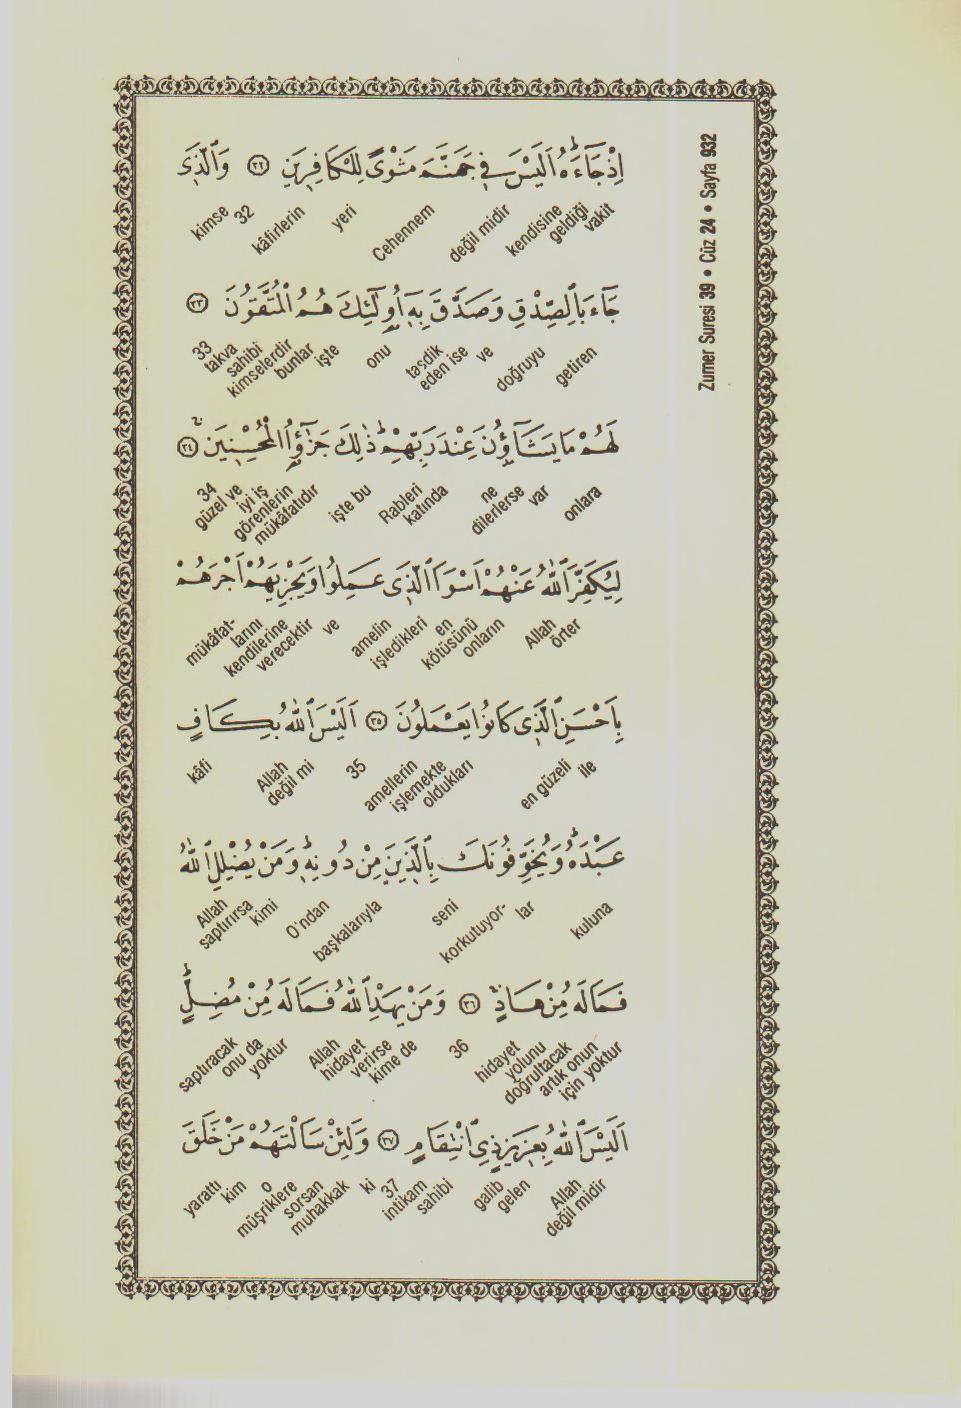 Zumer Suresi 39 • Cüz 24 • Sayfa 932
اِذْ جَٓاءَهُۜ اَلَيْسَ ف۪ي جَهَنَّمَ مَثْوًى لِلْكَافِر۪ينَ ﴿٣٢﴾ وَالَّذ۪ي
vakit geldiği kendisine değil midir Cehennem yeri kâfirlerin 32 kimse
جَٓاءَ بِالصِّدْقِ وَصَدَّقَ بِه۪ٓ اُو۬لٰٓئِكَ هُمُ الْمُتَّقُونَ ﴿٣٣﴾
getiren doğruyu ve tasdik eden ise onu işte bunlar takva sahibi kimselerdir 33
لَهُمْ مَا يَشَٓاؤُ۫نَ عِنْدَ رَبِّهِمْۜ ذٰلِكَ جَزٰٓؤُا الْمُحْسِن۪ينَۚ ﴿٣٤﴾
onlara var ne dilerlerse Rableri katında işte bu güzel ve iyi iş görenlerin mükâfatıdır 34
لِيُكَفِّرَ اللّٰهُ عَنْهُمْ اَسْوَاَ الَّذ۪ي عَمِلُوا وَيَجْزِيَهُمْ اَجْرَهُمْ
Allah örter onların en kötüsünü işledikleri amelin ve mükâfat- larını kendilerine verecektir
بِاَحْسَنِ الَّذ۪ي كَانُوا يَعْمَلُونَ ﴿٣٥﴾ اَلَيْسَ اللّٰهُ بِكَافٍ
ile en güzeli amellerin işlemekte oldukları 35 Allah değil mi kâfi
عَبْدَهُۜ وَيُخَوِّفُونَكَ بِالَّذ۪ينَ مِنْ دُونِه۪ۜ وَمَنْ يُضْلِلِ اللّٰهُ
kuluna korkutuyor- lar seni başkalarıyla O'ndan kimi Allah saptırırsa
فَمَا لَهُ مِنْ هَادٍۚ ﴿٣٦﴾ وَمَنْ يَهْدِ اللّٰهُ فَمَا لَهُ مِنْ مُضِلٍّۜ
hidayet yolunu doğrultacak artık onun için yoktur 36 Allah hidayet verirse kime de saptıracak onu da yoktur
اَلَيْسَ اللّٰهُ بِعَز۪يزٍ ذِي انْتِقَامٍ ﴿٣٧﴾ وَلَئِنْ سَاَلْتَهُمْ مَنْ خَلَقَ
Allah değil midir galib gelen intikam sahibi 37 ki o müşriklere sorsan muhakkak kim yarattı